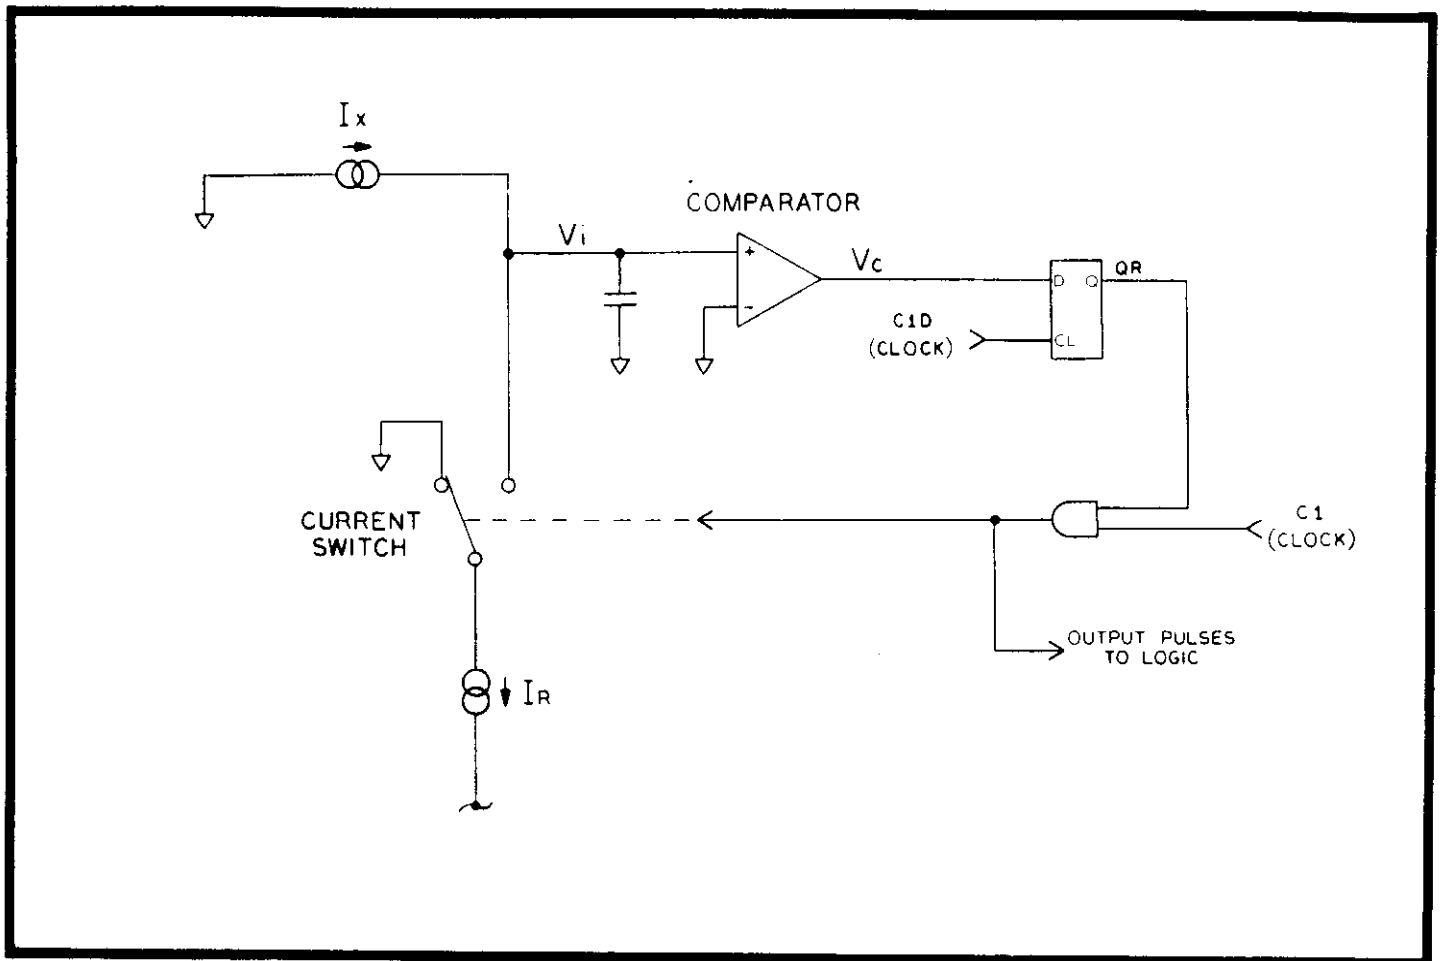 Ix
COMPARATOR
Vi
+
-
Vc
D Q
QR
C1D
(CLOCK)
CL
CURRENT
SWITCH
C1
(CLOCK)
OUTPUT PULSES
TO LOGIC
IR